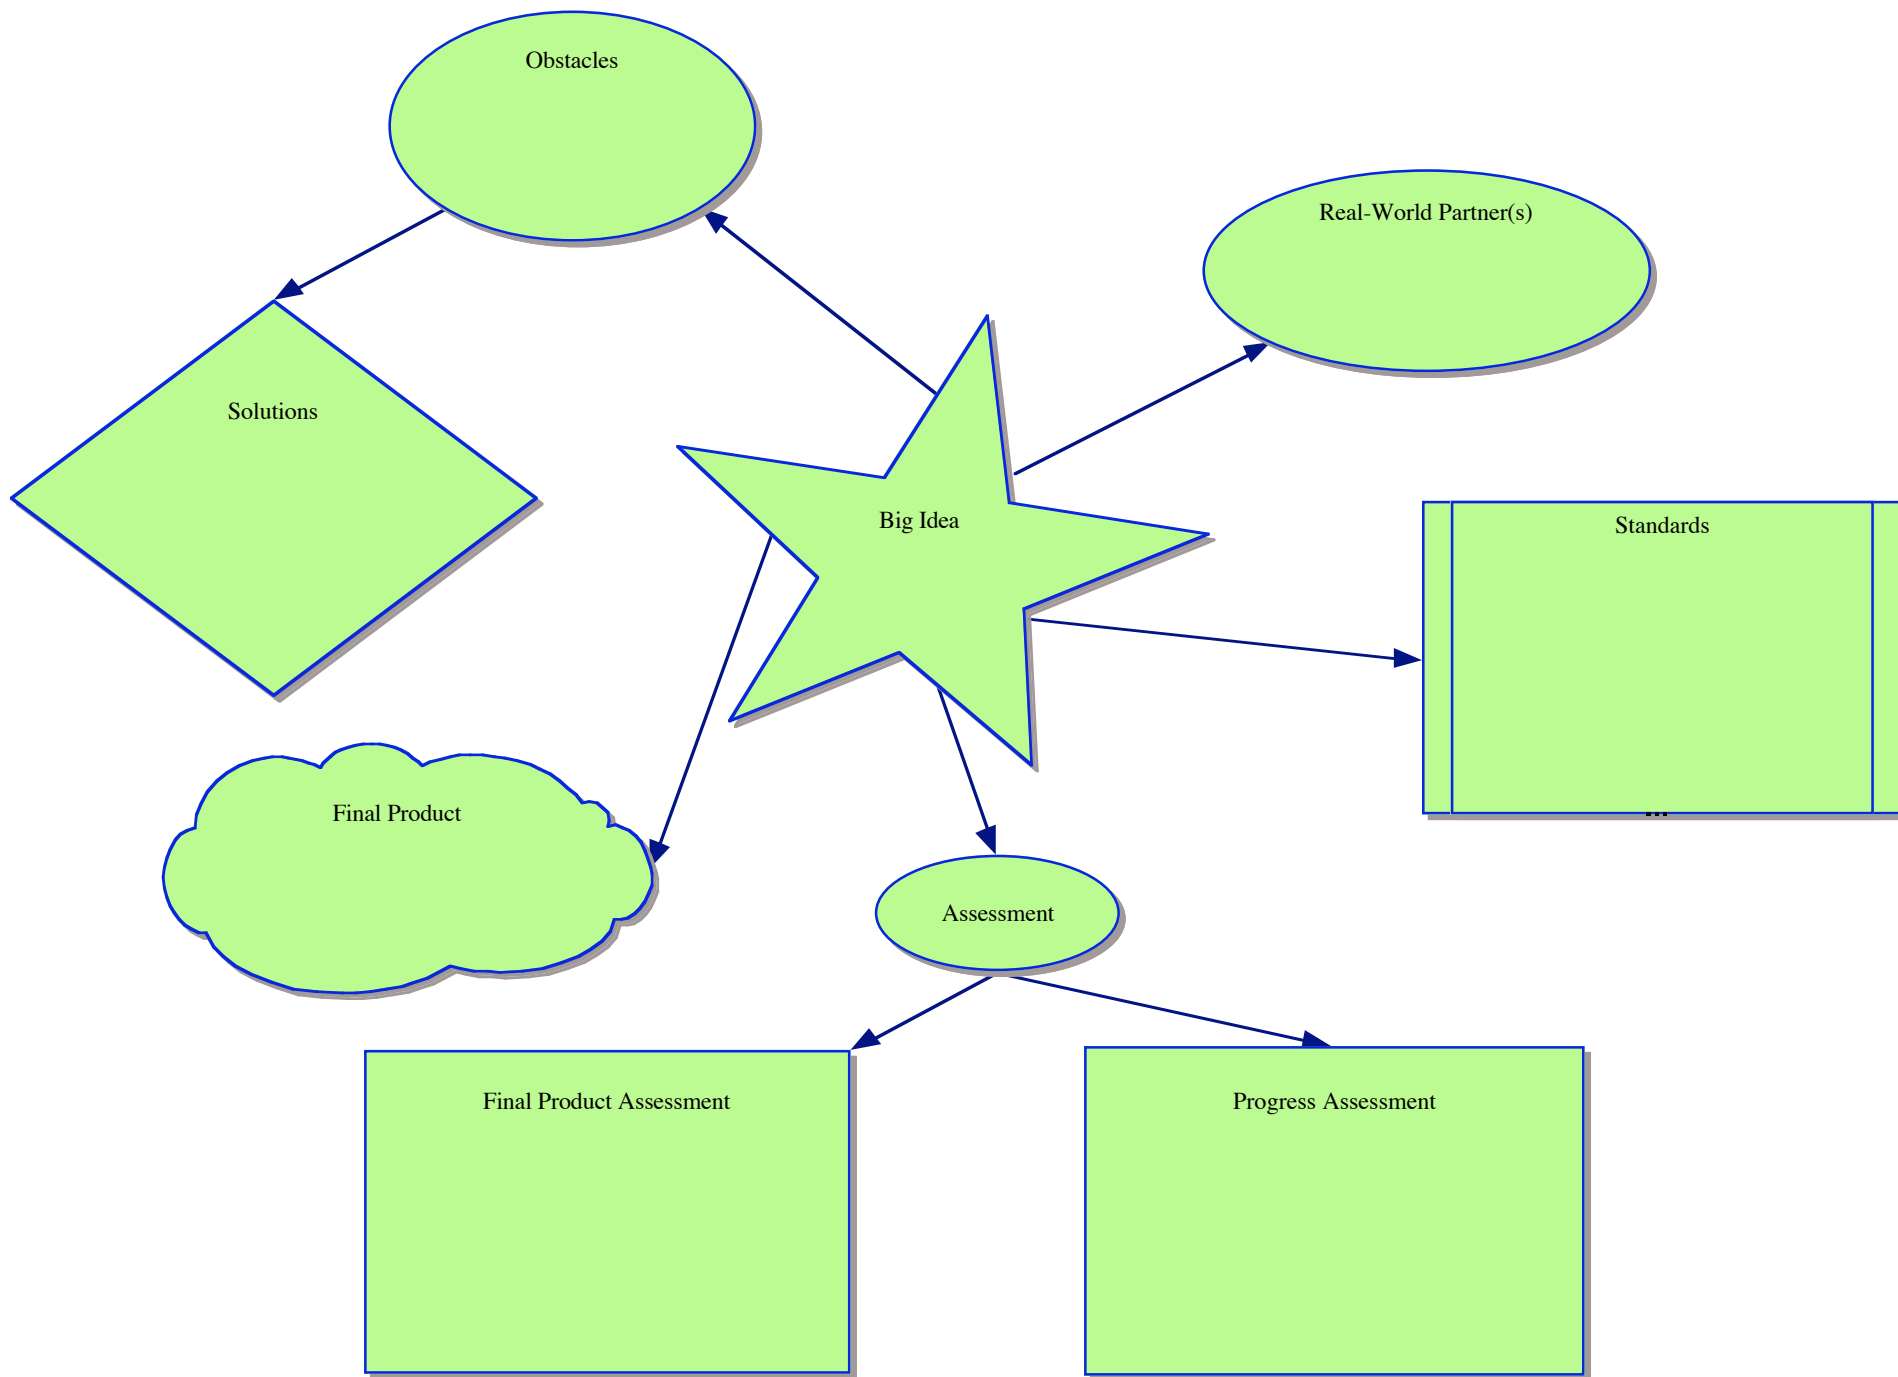 Obstacles
Real-World Partner(s)
Solutions
Big Idea
Standards
Final Product
Assessment
Final Product Assessment
Progress Assessment